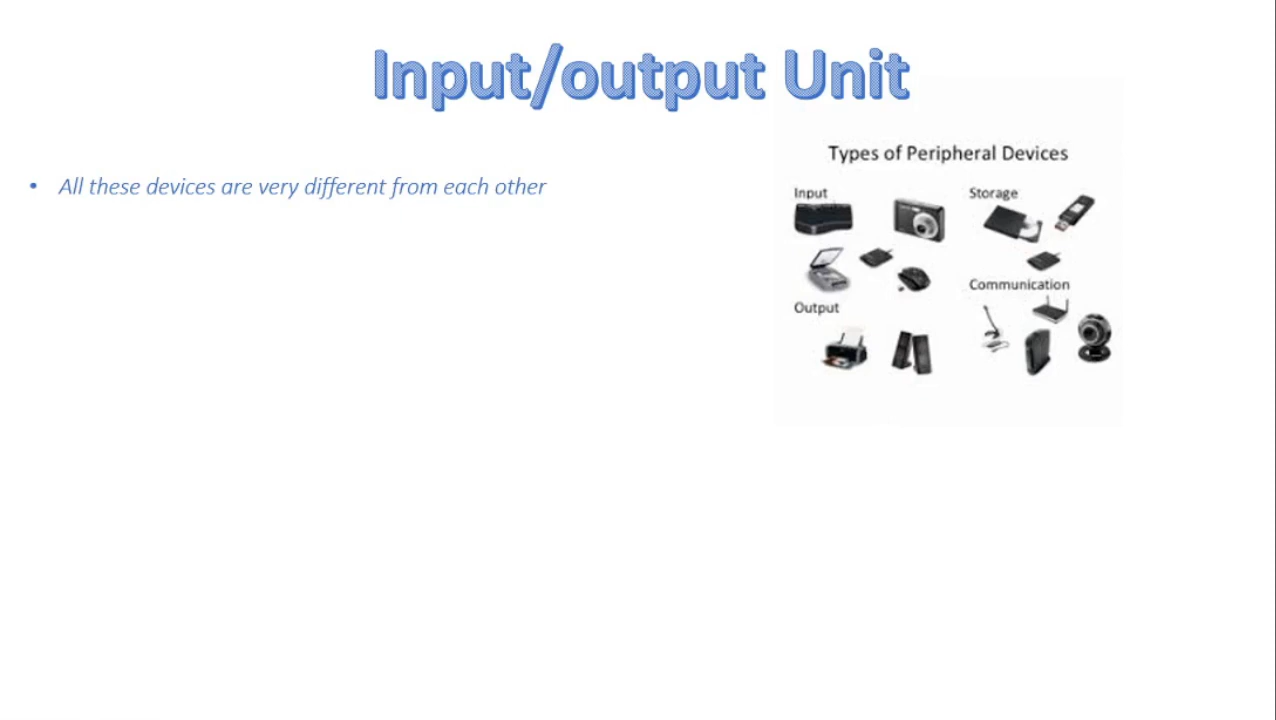 Input/output Unit
• All these devices are very different from each other
Types of Peripheral Devices
Input
Storage
Communication
Output